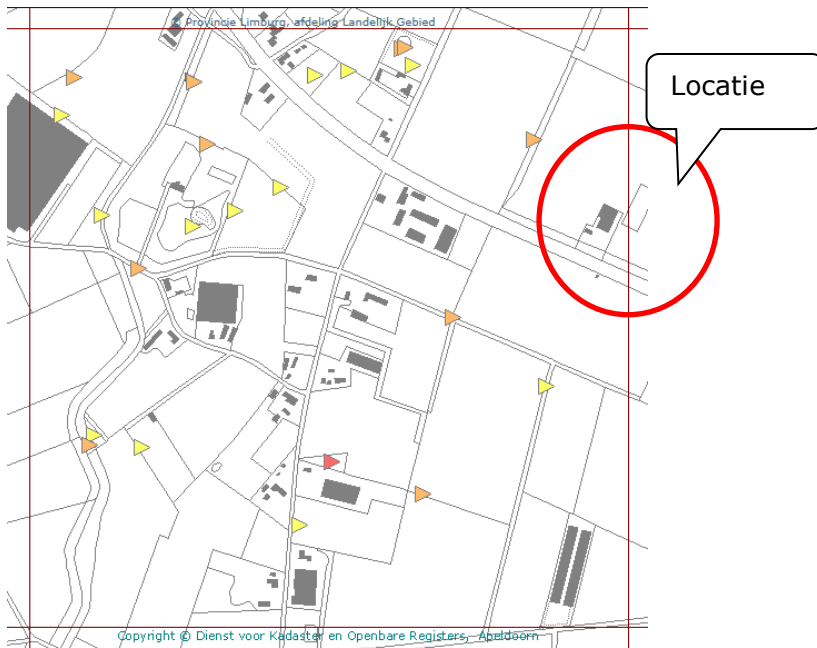 © Provincie Limburg, afdeling Landelijk Gebied
Locatie
Copyright © Dienst voor Kadaster en Openbare Registers, Apeldoorn